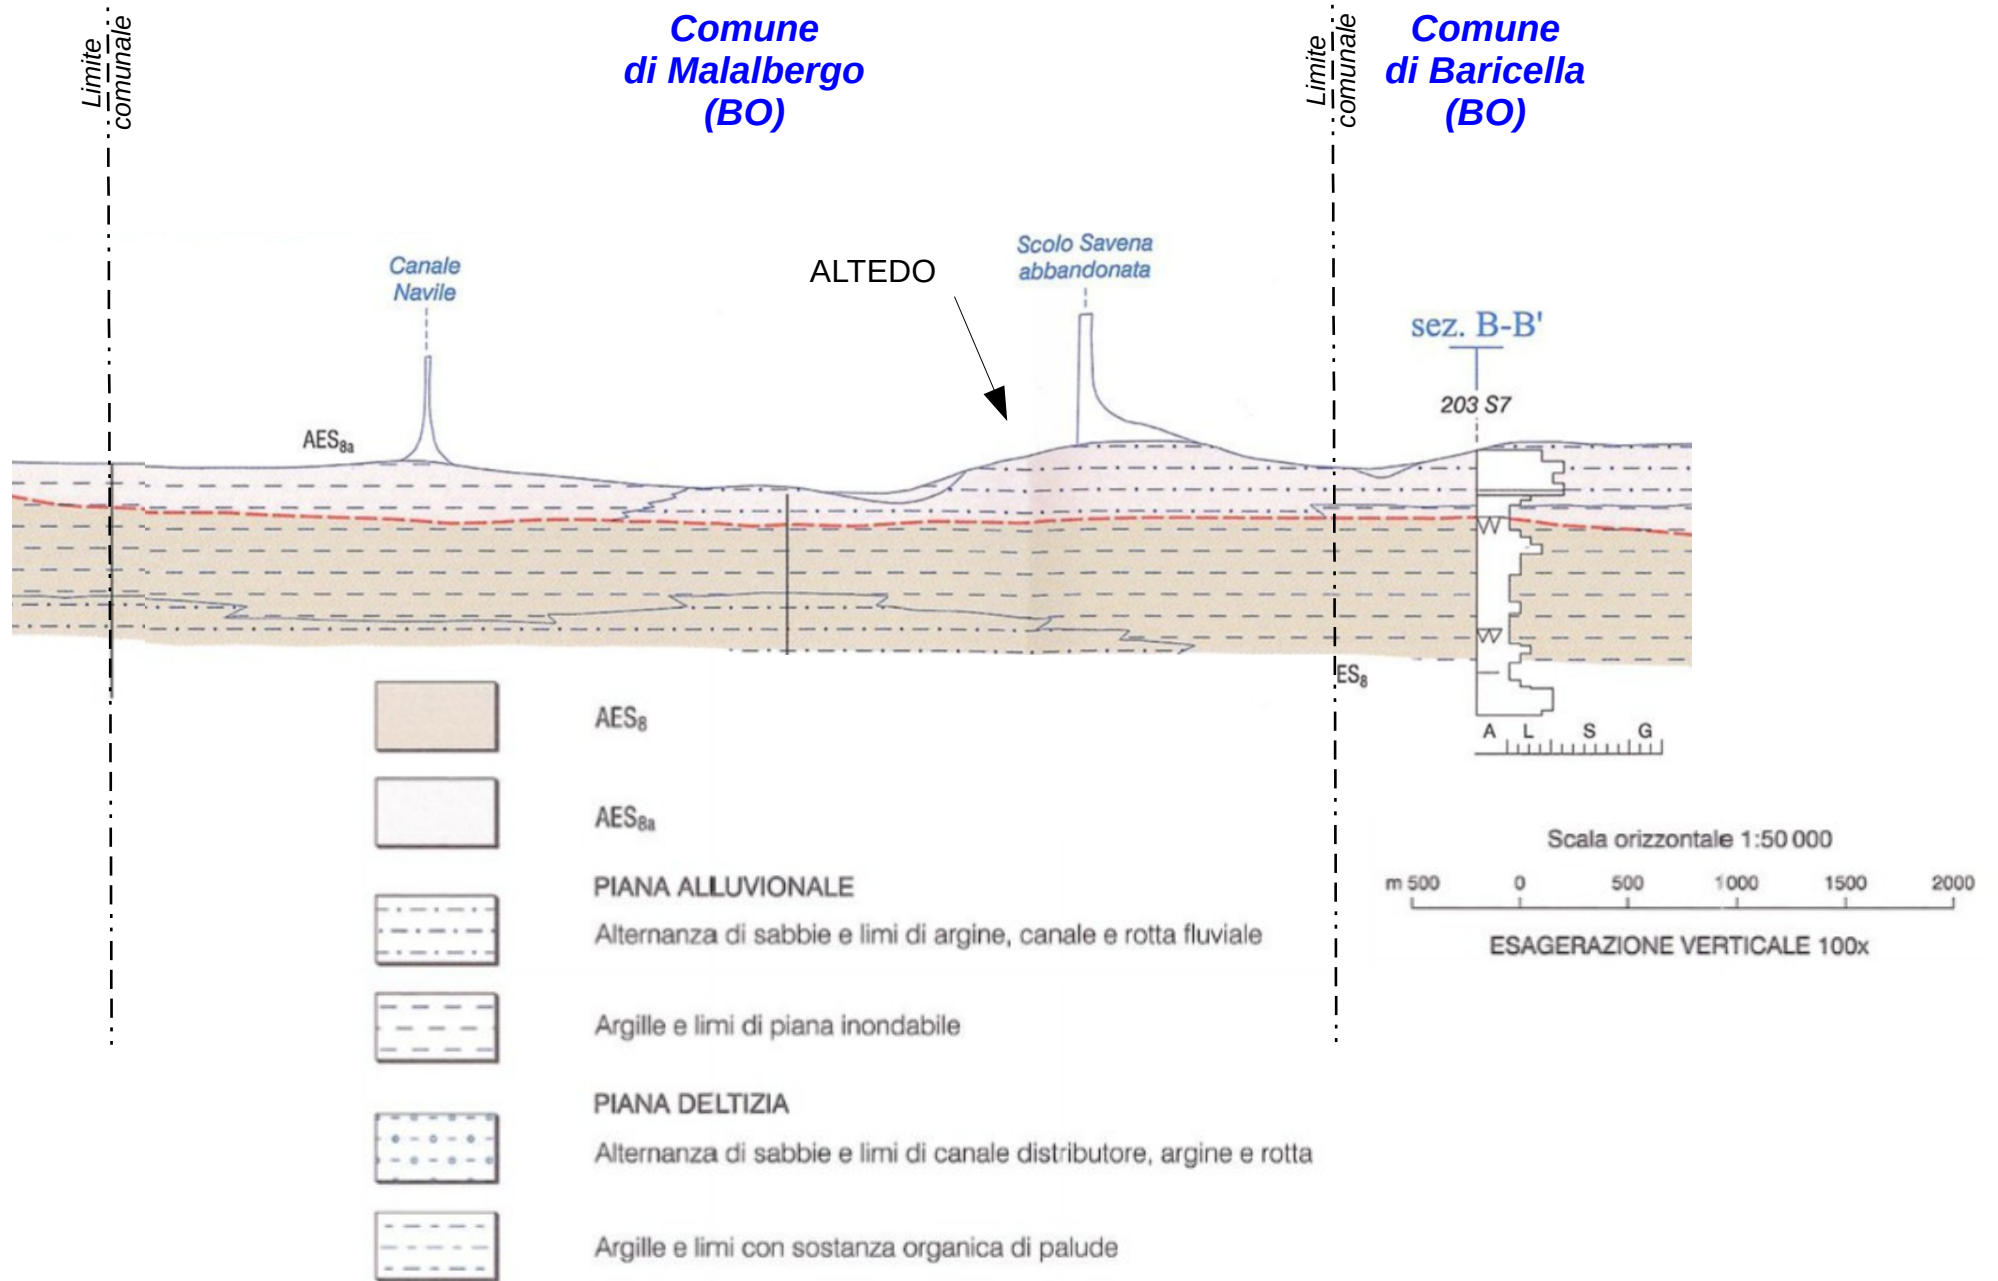 Limite
comunale
Comune
di Malalbergo
(BO)
Limite
comunale
Comune
di Baricella
(BO)
Canale
Navile
ALTEDO
Scolo Savena
abbandonata
sez. B-B'
203 S7
AES8a
ES8
A L S G
AES8
AES8a
PIANA ALLUVIONALE
Alternanza di sabbie e limi di argine, canale e rotta fluviale
Argille e limi di piana inondabile
PIANA DELTIZIA
Alternanza di sabbie e limi di canale distributore, argine e rotta
Argille e limi con sostanza organica di palude
Scala orizzontale 1:50 000
m 500 0 500 1000 1500 2000
ESAGERAZIONE VERTICALE 100x